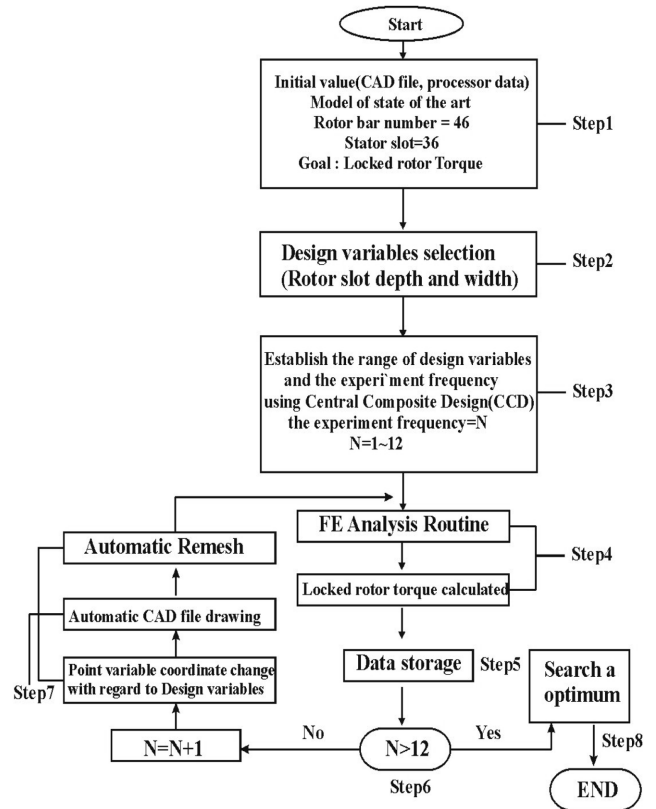 Start
Initial value(CAD file, processor data)
Model of state of the art
Rotor bar number = 46
Stator slot=36
Goal : Locked rotor Torque
Step1
Design variables selection
(Rotor slot depth and width)
Step2
Establish the range of design variables
and the experi`ment frequency
using Central Composite Design(CCD)
the experiment frequency=N
N=1~12
Step3
FE Analysis Routine
Locked rotor torque calculated
Step4
Data storage
Step5
N>12
Step6
No
Yes
N=N+1
Point variable coordinate change
with regard to Design variables
Automatic CAD file drawing
Automatic Remesh
Step7
Search a
optimum
Step8
END